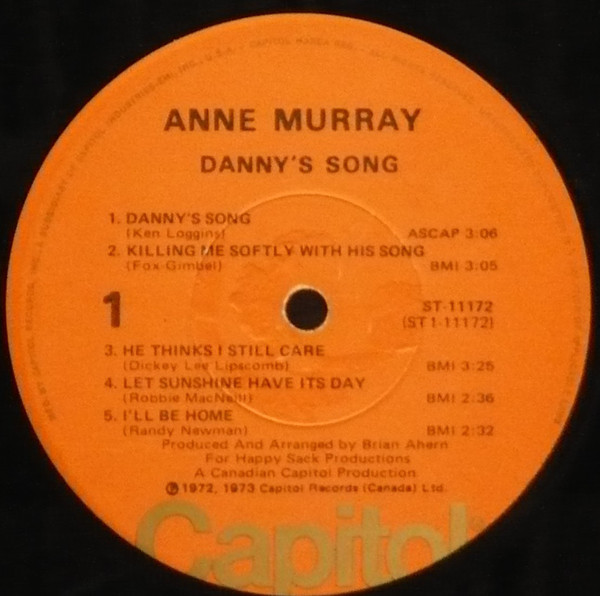 ANNE MURRAY
DANNY'S SONG
1. DANNY'S SONG
(Ken Loggins) ASCAP 3:06
2. KILLING ME SOFTLY WITH HIS SONG
(Fox-Gimbel) BMI 3:05
1
ST-11172
(ST1-11172)
3. HE THINKS I STILL CARE
(Dickey Lee Lipscomb) BMI 3:25
4. LET SUNSHINE HAVE ITS DAY
(Robbie MacNeill) BMI 2:36
5. I'LL BE HOME
(Randy Newman) BMI 2:32
Produced And Arranged by Brian Ahern
For Happy Sack Productions
A Canadian Capitol Production
℗1972, 1973 Capitol Records (Canada) Ltd.
Capitol